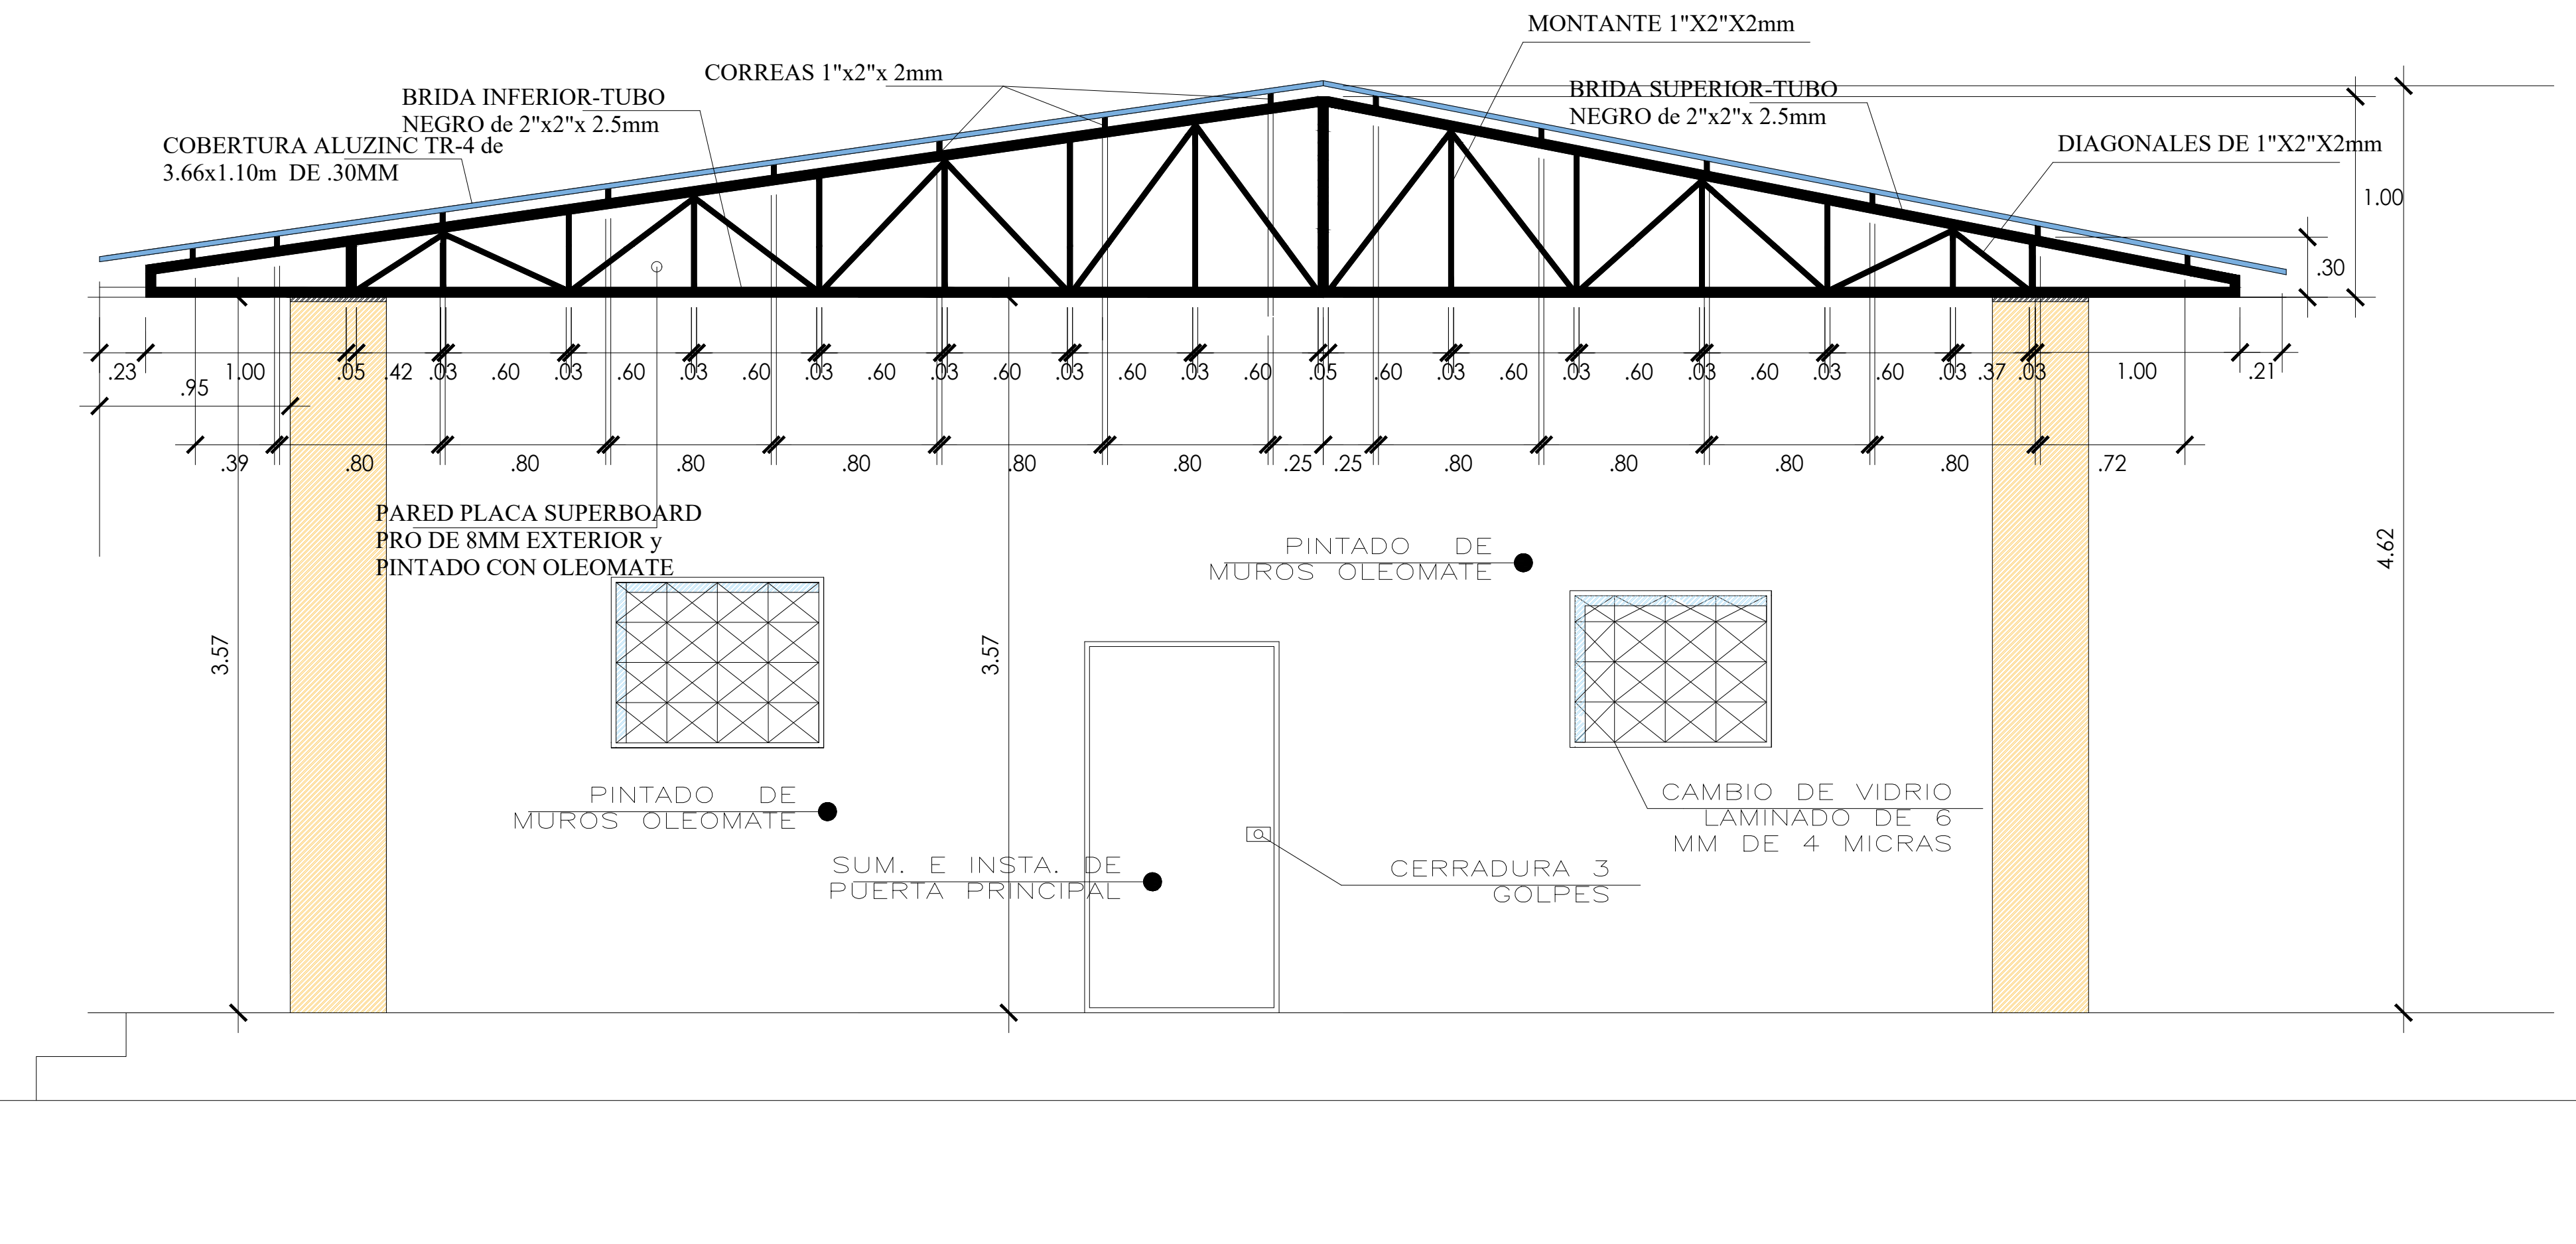 MONTANTE 1"X2"X2mm
CORREAS 1"x2"x 2mm
BRIDA INFERIOR-TUBO
NEGRO de 2"x2"x 2.5mm
BRIDA SUPERIOR-TUBO
NEGRO de 2"x2"x 2.5mm
COBERTURA ALUZINC TR-4 de
3.66x1.10m DE .30MM
DIAGONALES DE 1"X2"X2mm
1.00
.30
.23 1.00 .05 .42 .03 .60 .03 .60 .03 .60 .03 .60 .03 .60 .03 .60 .03 .60 .05 .60 .03 .60 .03 .60 .03 .60 .03 .60 .03 .37 .03 1.00 .21
.95
.39 .80 .80 .80 .80 .80 .80 .25 .25 .80 .80 .80 .80 .72
PARED PLACA SUPERBOARD
PRO DE 8MM EXTERIOR y
PINTADO CON OLEOMATE
PINTADO DE
MUROS OLEOMATE
4.62
3.57
3.57
PINTADO DE
MUROS OLEOMATE
CAMBIO DE VIDRIO
LAMINADO DE 6
MM DE 4 MICRAS
SUM. E INSTA. DE
PUERTA PRINCIPAL
CERRADURA 3
GOLPES